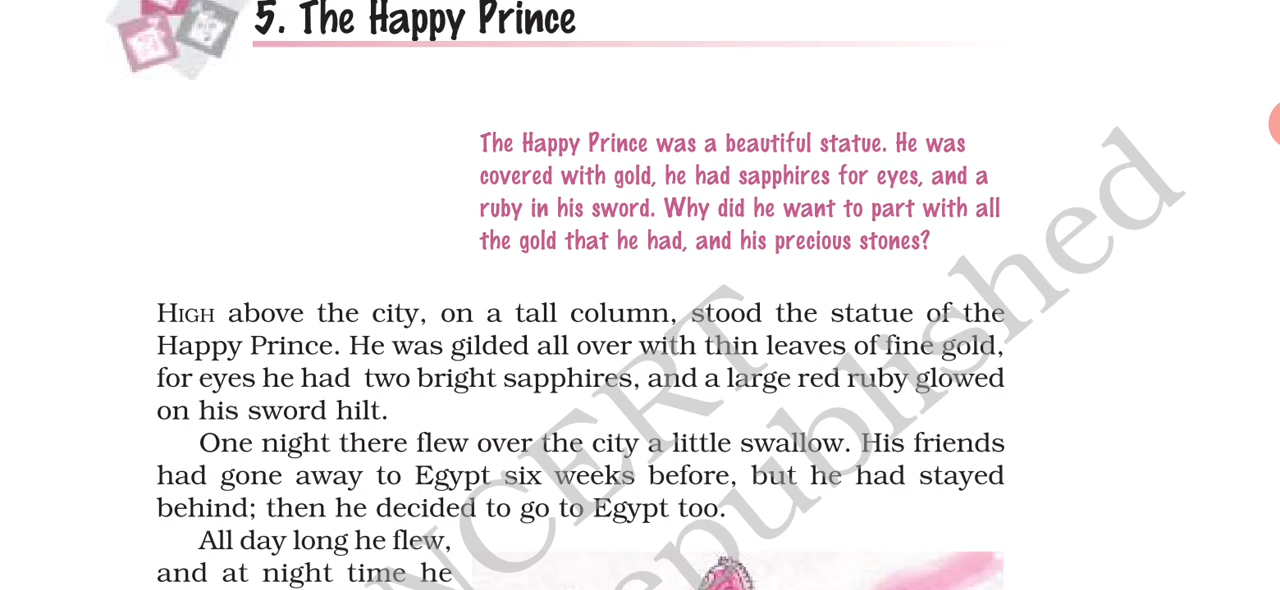 5. The Happy Prince
The Happy Prince was a beautiful statue. He was
covered with gold, he had sapphires for eyes, and a
ruby in his sword. Why did he want to part with all
the gold that he had, and his precious stones?
HIGH above the city, on a tall column, stood the statue of the
Happy Prince. He was gilded all over with thin leaves of fine gold,
for eyes he had two bright sapphires, and a large red ruby glowed
on his sword hilt.
One night there flew over the city a little swallow. His friends
had gone away to Egypt six weeks before, but he had stayed
behind; then he decided to go to Egypt too.
All day long he flew,
and at night time he
NCERT
republished